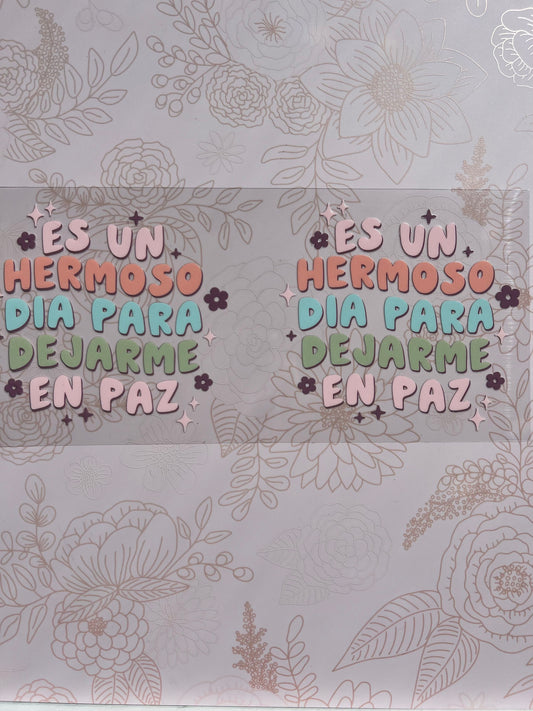 ES UN
HERMOSO
DIA PARA
DEJARME
EN PAZ
ES UN
HERMOSO
DIA PARA
DEJARME
EN PAZ